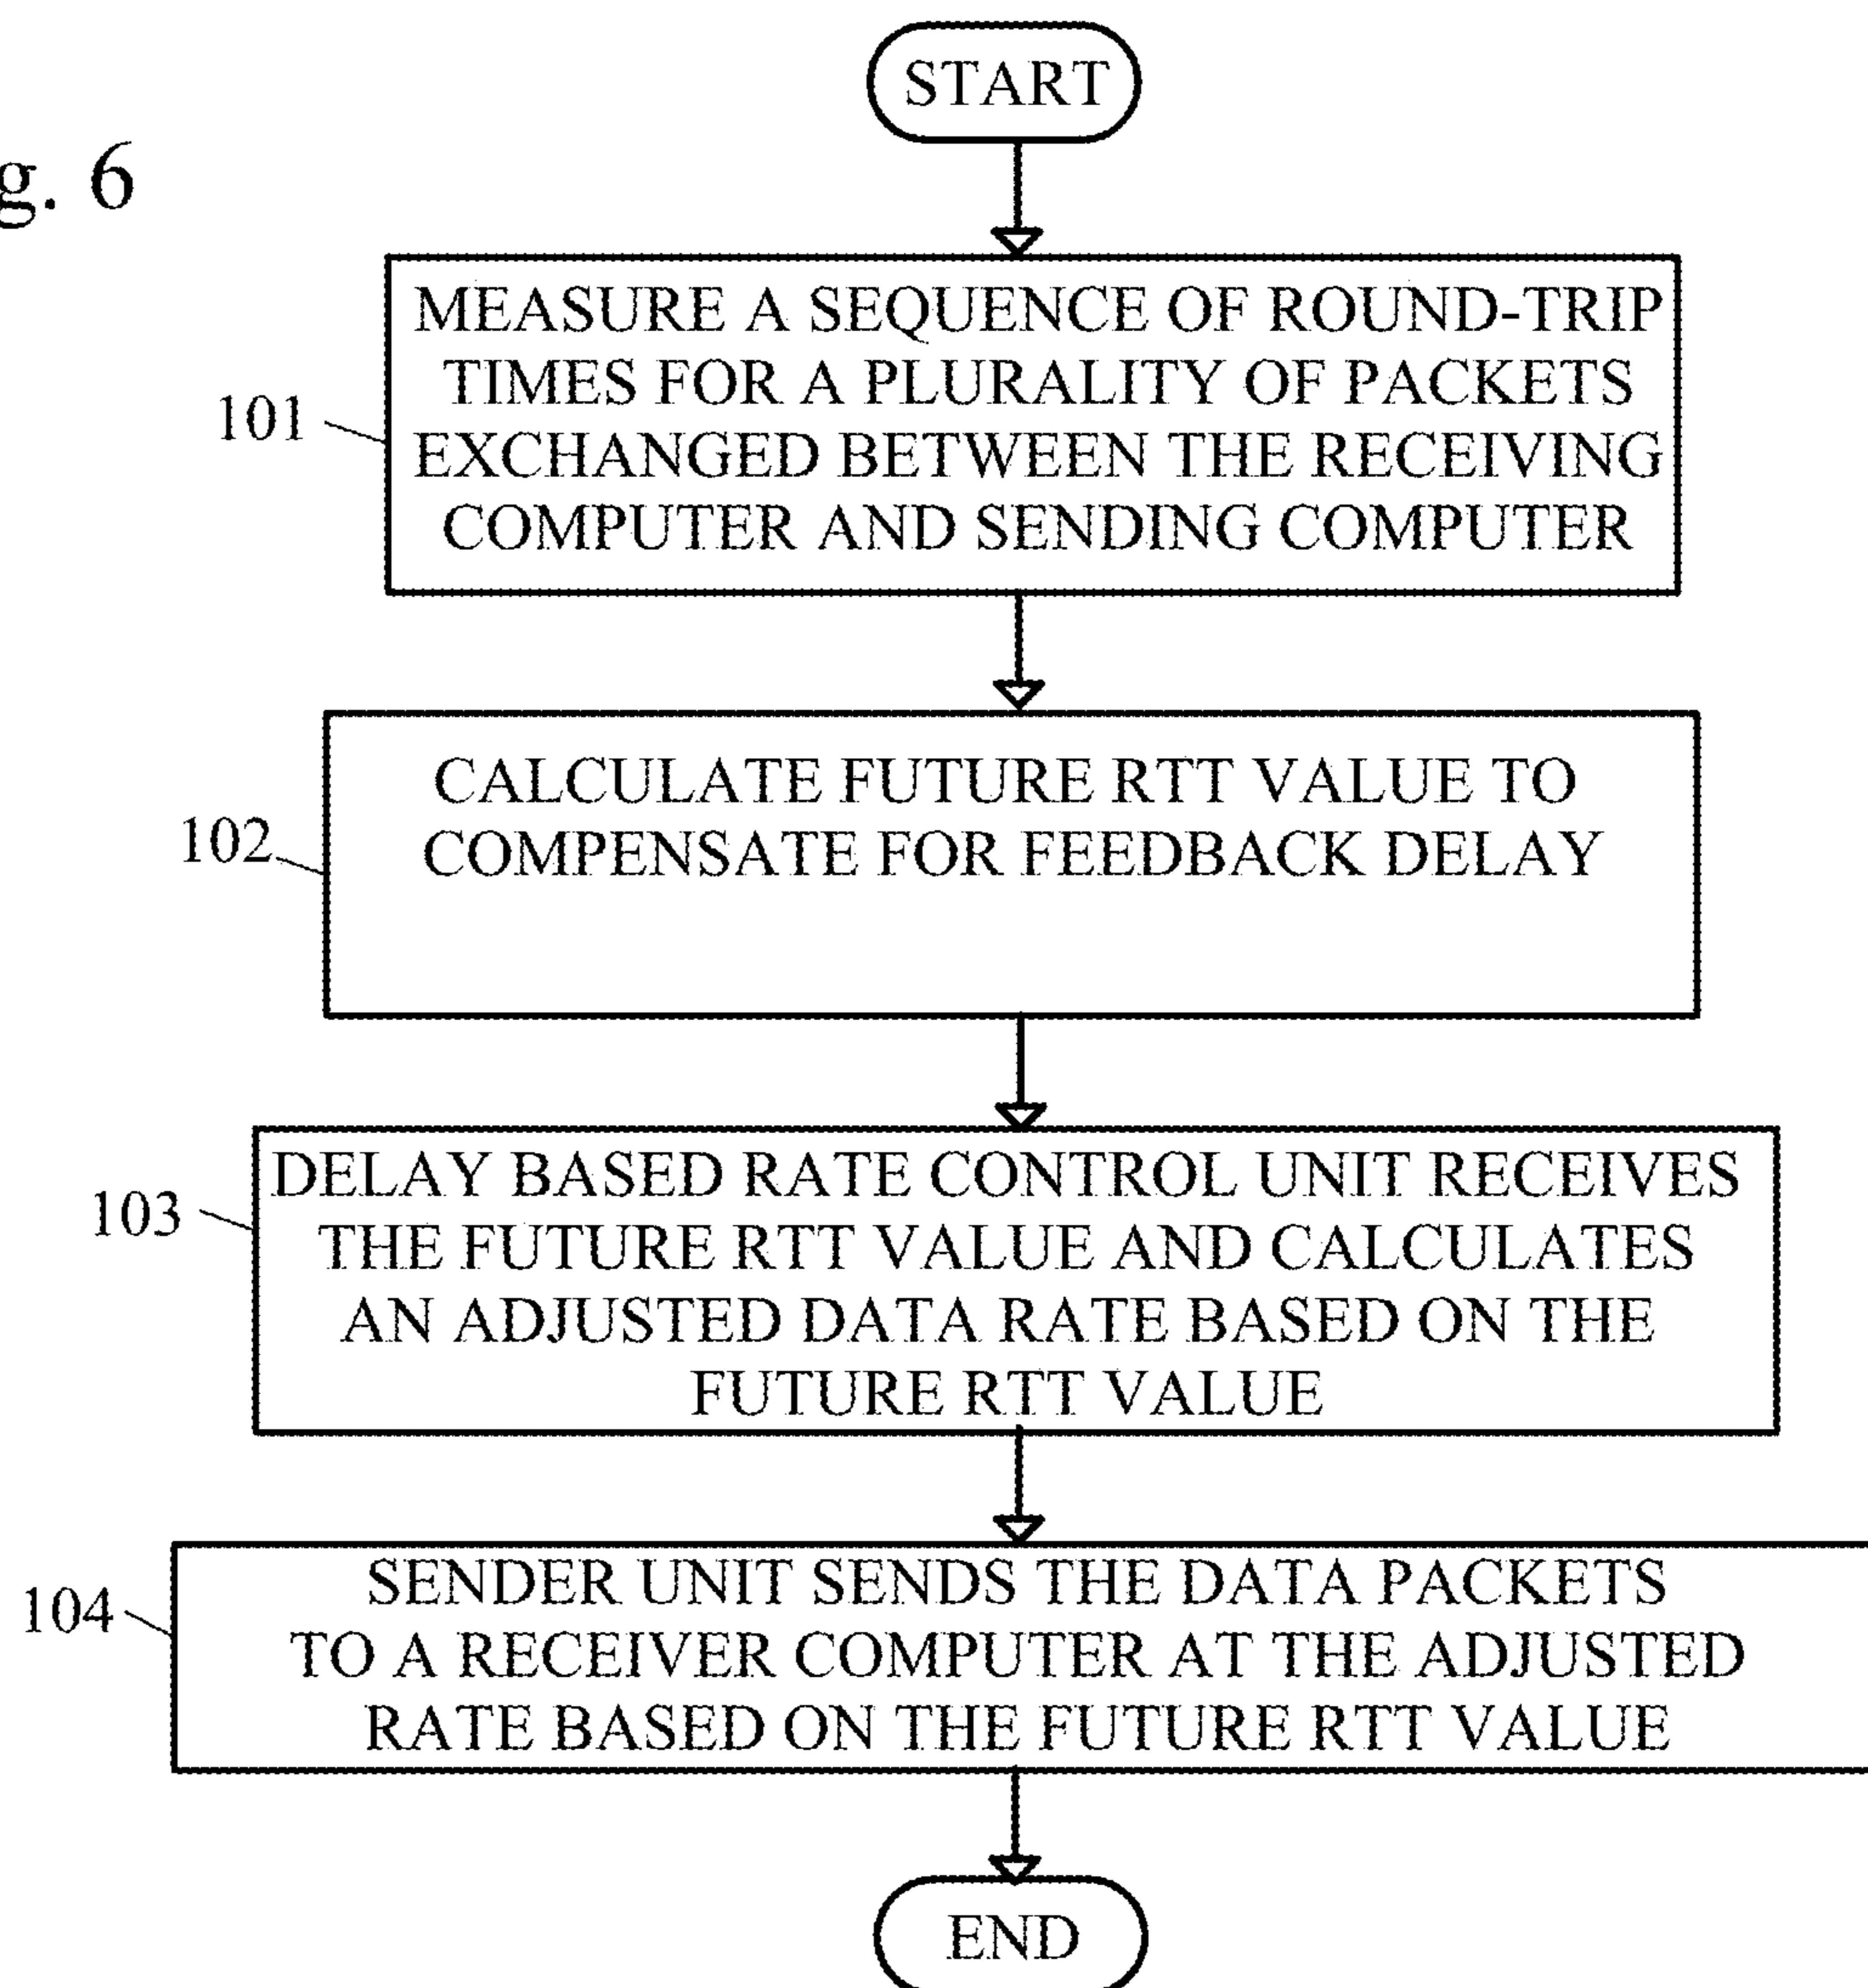 START
g. 6
MEASURE A SEQUENCE OF ROUND-TRIP
TIMES FOR A PLURALITY OF PACKETS
EXCHANGED BETWEEN THE RECEIVING
COMPUTER AND SENDING COMPUTER
101
CALCULATE FUTURE RTT VALUE TO
COMPENSATE FOR FEEDBACK DELAY
102
DELAY BASED RATE CONTROL UNIT RECEIVES
THE FUTURE RTT VALUE AND CALCULATES
AN ADJUSTED DATA RATE BASED ON THE
FUTURE RTT VALUE
103
SENDER UNIT SENDS THE DATA PACKETS
TO A RECEIVER COMPUTER AT THE ADJUSTED
RATE BASED ON THE FUTURE RTT VALUE
104
END